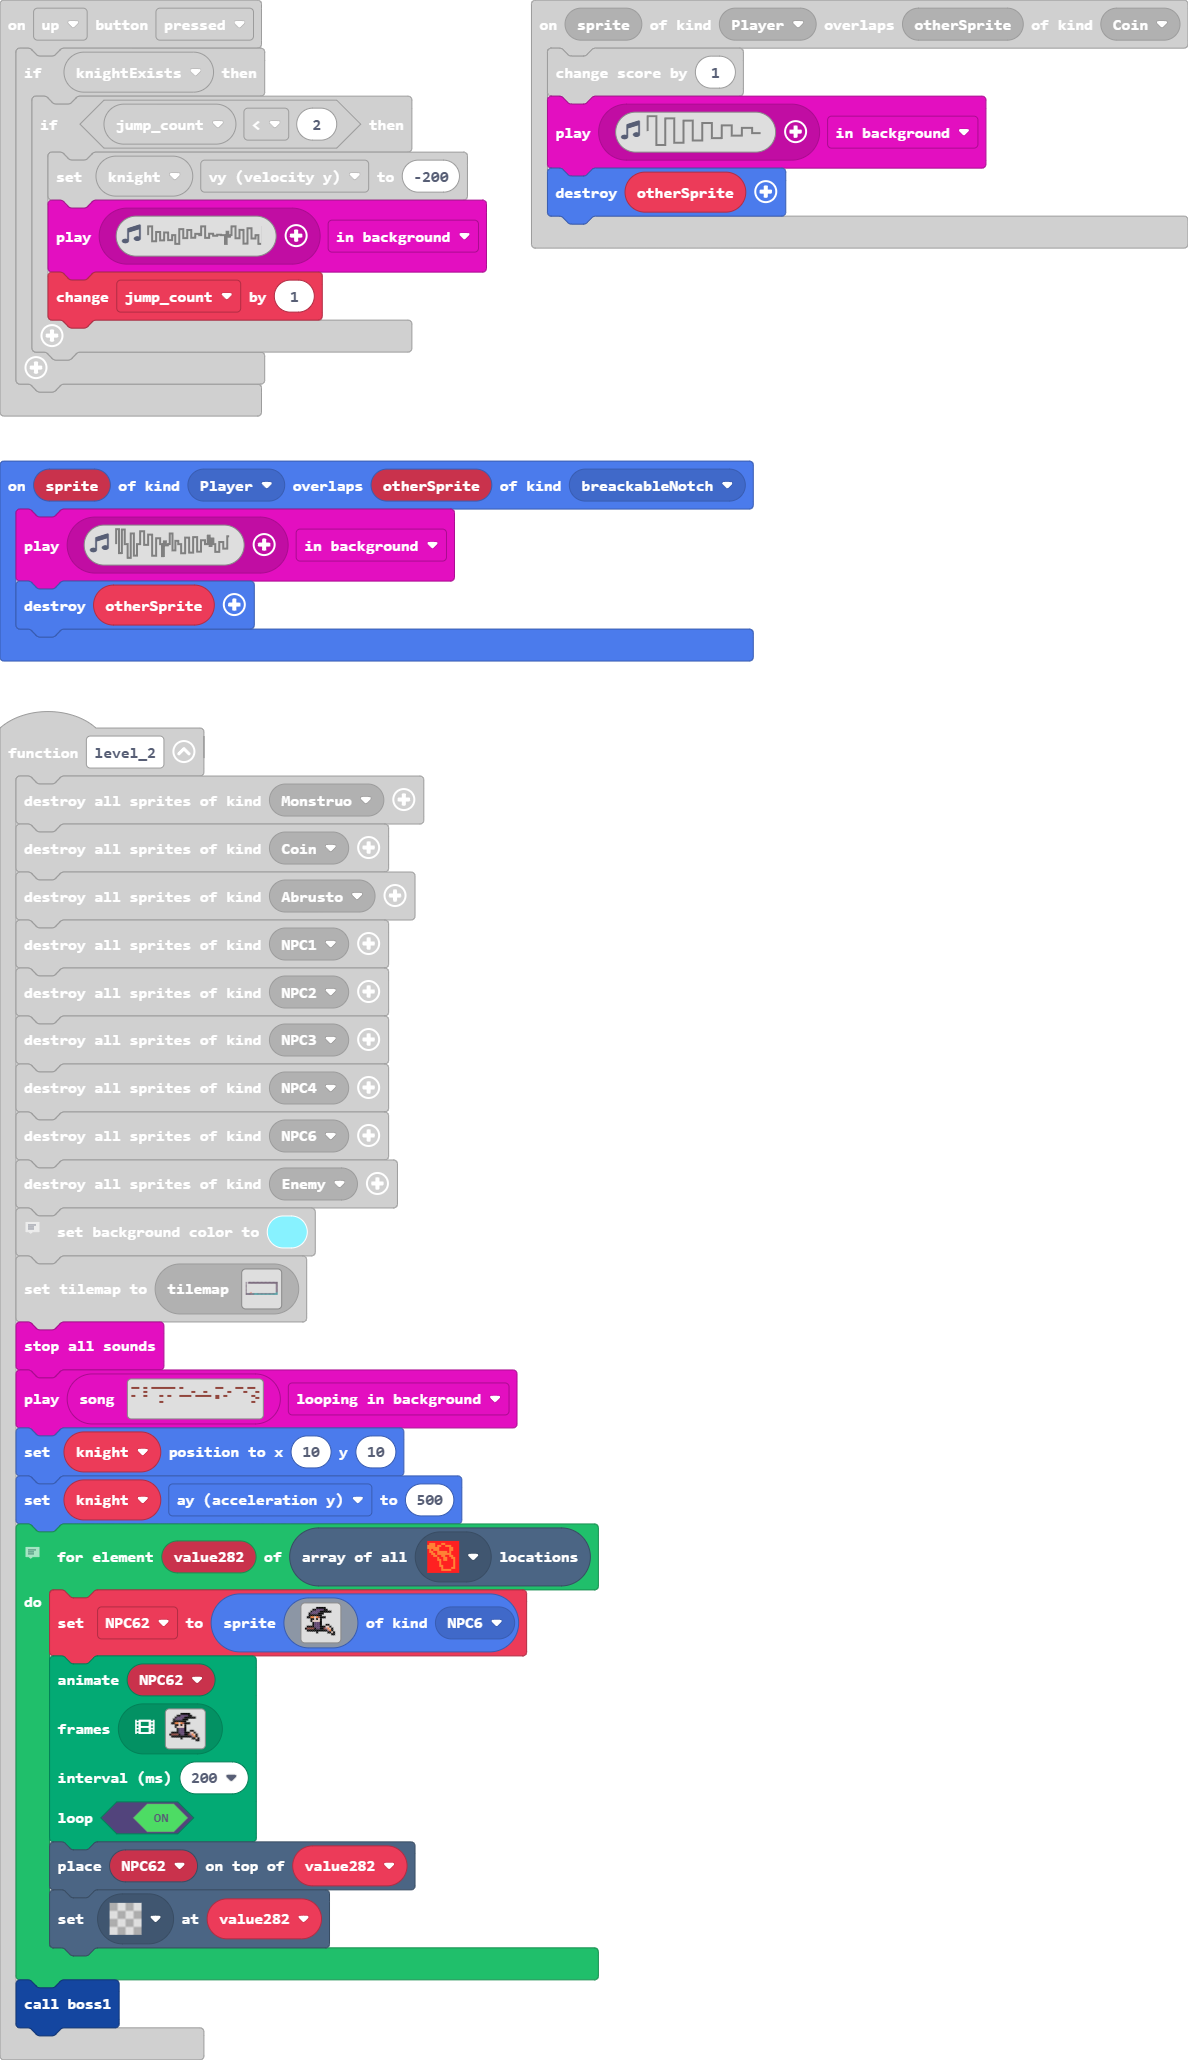 on up button pressed
if knightExists then
if jump_count < 2 then
set knight vy (velocity y) to -200
play in background
change jump_count by 1
on sprite of kind Player overlaps otherSprite of kind Coin
change score by 1
play in background
destroy otherSprite
on sprite of kind Player overlaps otherSprite of kind breackableNotch
play in background
destroy otherSprite
function level_2
destroy all sprites of kind Monstruo
destroy all sprites of kind Coin
destroy all sprites of kind Abrusto
destroy all sprites of kind NPC1
destroy all sprites of kind NPC2
destroy all sprites of kind NPC3
destroy all sprites of kind NPC4
destroy all sprites of kind NPC6
destroy all sprites of kind Enemy
set background color to
set tilemap to tilemap
stop all sounds
play song looping in background
set knight position to x 10 y 10
set knight ay (acceleration y) to 500
for element value282 of array of all locations
do
set NPC62 to sprite of kind NPC6
animate NPC62
frames
interval (ms) 200
loop ON
place NPC62 on top of value282
set at value282
call boss1